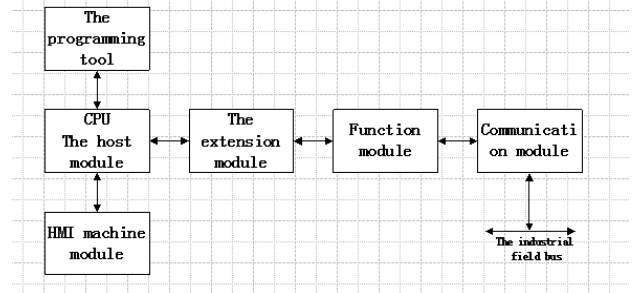 The
programming
tool
CPU
The host
module
The
extension
module
Function
module
Communicati
on module
HMI machine
module
The industrial
field bus